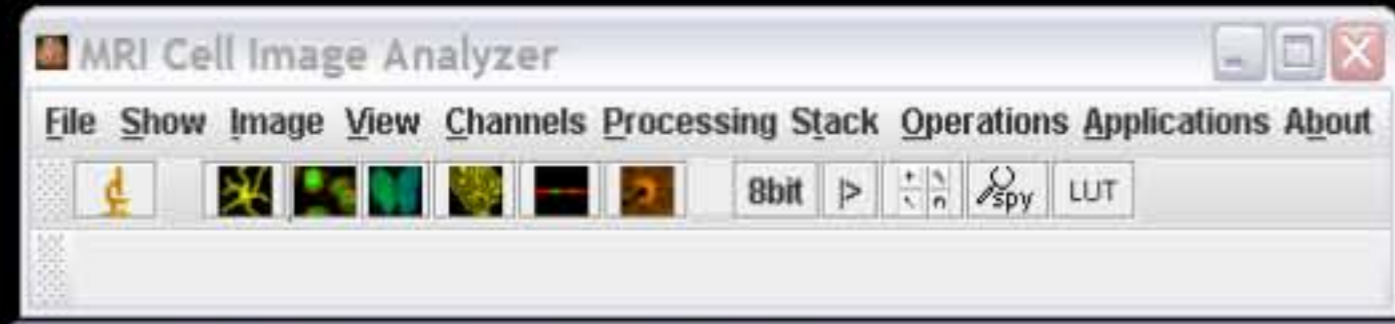 MRI Cell Image Analyzer
File Show Image View Channels Processing Stack Operations Applications About
8bit |> spy LUT